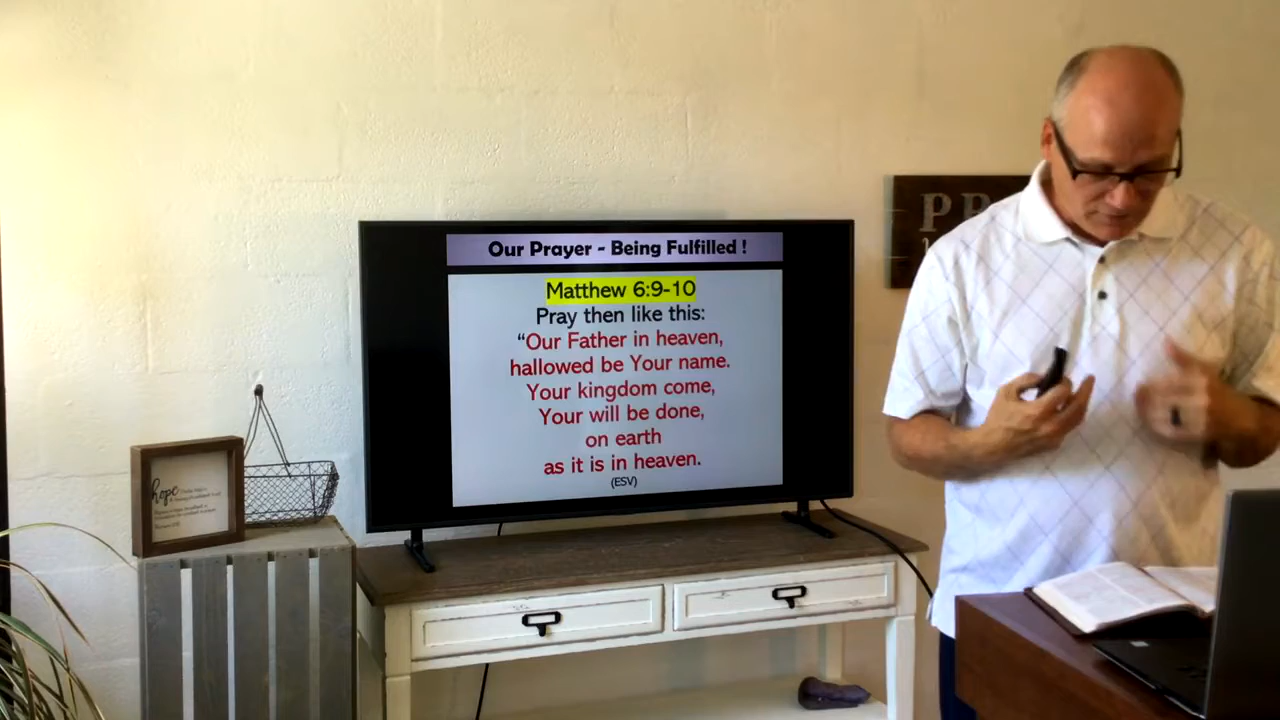 Our Prayer - Being Fulfilled !
Matthew 6:9-10
Pray then like this:
“Our Father in heaven,
hallowed be Your name.
Your kingdom come,
Your will be done,
on earth
as it is in heaven.
(ESV)
hope